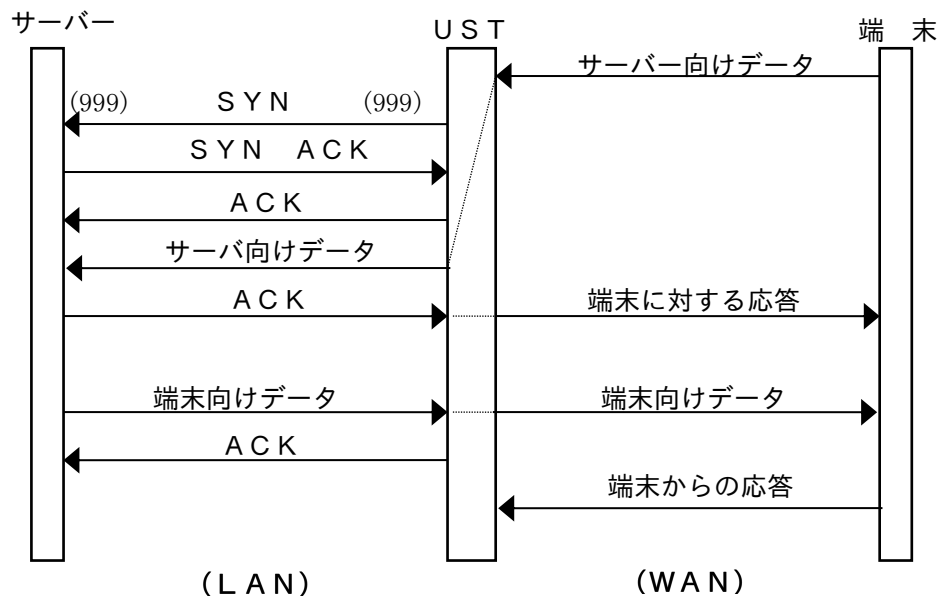 サーバー
UST
端 末
サーバー向けデータ
(999) SYN (999)
SYN ACK
ACK
サーバ向けデータ
ACK
端末に対する応答
端末向けデータ
端末向けデータ
ACK
端末からの応答
(LAN)
(WAN)